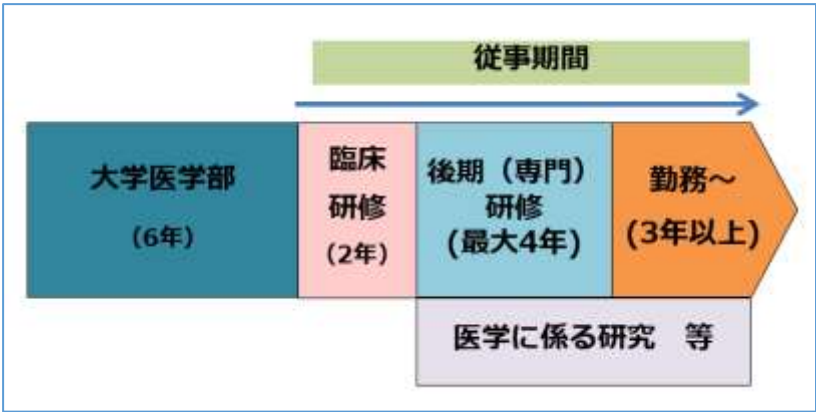 従事期間
大学医学部
(6年)
臨床
研修
(2年)
後期（専門）
研修
(最大4年)
勤務～
(3年以上)
医学に係る研究　等